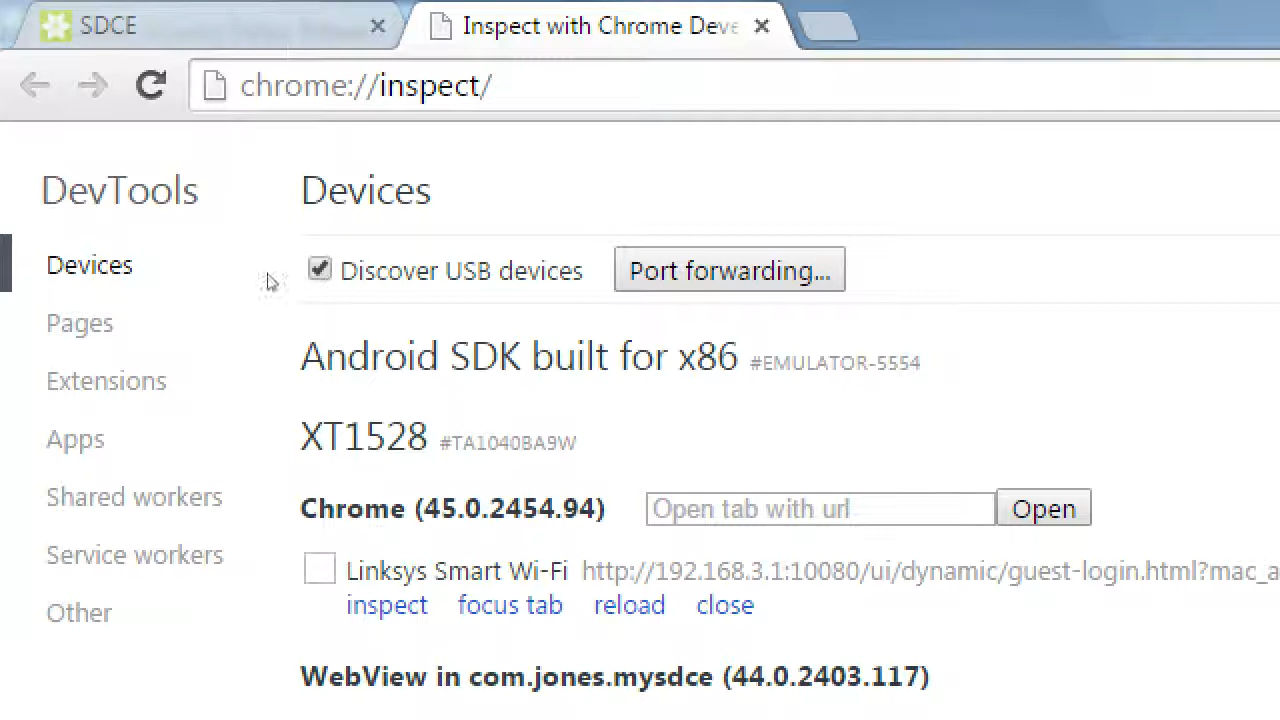 SDCE
Inspect with Chrome Deve
chrome://inspect/
DevTools
Devices
Pages
Extensions
Apps
Shared workers
Service workers
Other
Devices
Discover USB devices Port forwarding...
Android SDK built for x86 #EMULATOR-5554
XT1528 #TA1040BA9W
Chrome (45.0.2454.94) Open tab with url Open
Linksys Smart Wi-Fi http://192.168.3.1:10080/ui/dynamic/guest-login.html?mac_a
inspect focus tab reload close
WebView in com.jones.mysdce (44.0.2403.117)